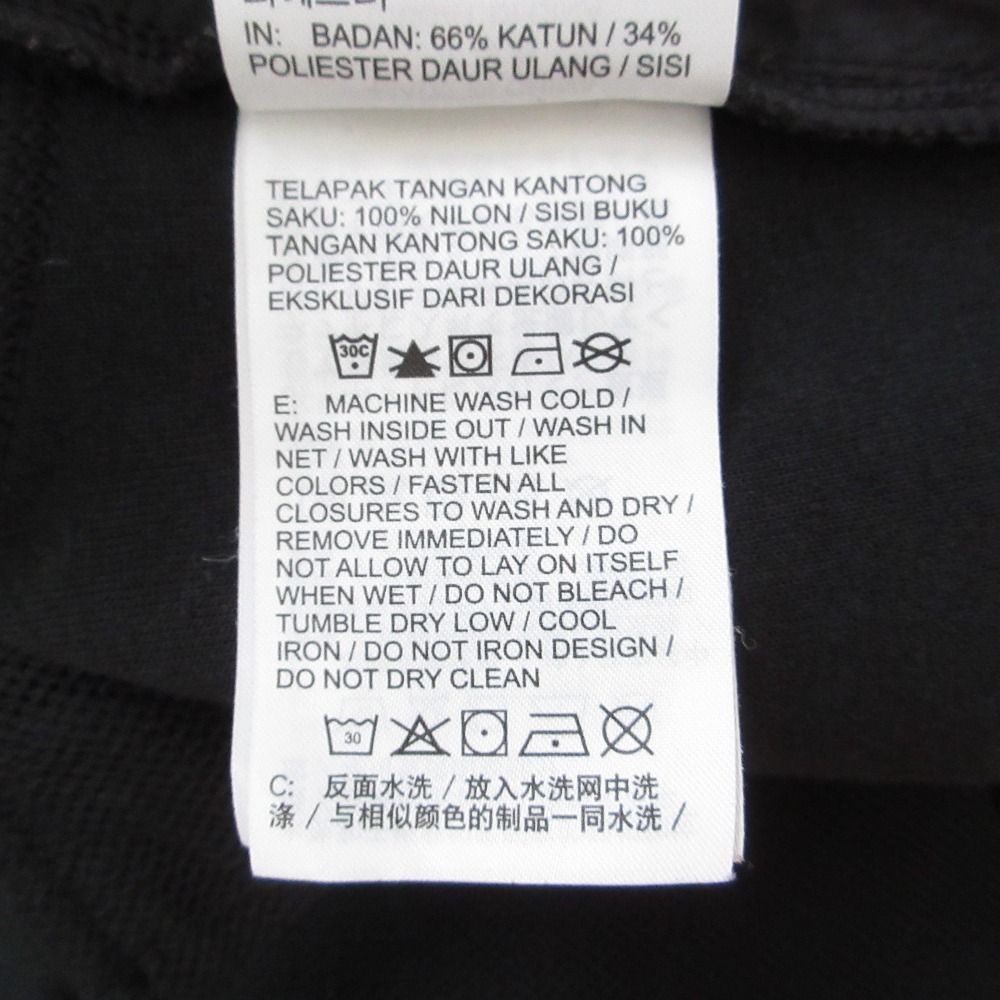 IN: BADAN: 66% KATUN / 34%
POLIESTER DAUR ULANG / SISI
TELAPAK TANGAN KANTONG
SAKU: 100% NILON / SISI BUKU
TANGAN KANTONG SAKU: 100%
POLIESTER DAUR ULANG /
EKSKLUSIF DARI DEKORASI
30C
E: MACHINE WASH COLD /
WASH INSIDE OUT / WASH IN
NET / WASH WITH LIKE
COLORS / FASTEN ALL
CLOSURES TO WASH AND DRY /
REMOVE IMMEDIATELY / DO
NOT ALLOW TO LAY ON ITSELF
WHEN WET / DO NOT BLEACH /
TUMBLE DRY LOW / COOL
IRON / DO NOT IRON DESIGN /
DO NOT DRY CLEAN
30
C: 反面水洗 / 放入水洗网中洗
涤 / 与相似颜色的制品一同水洗 /